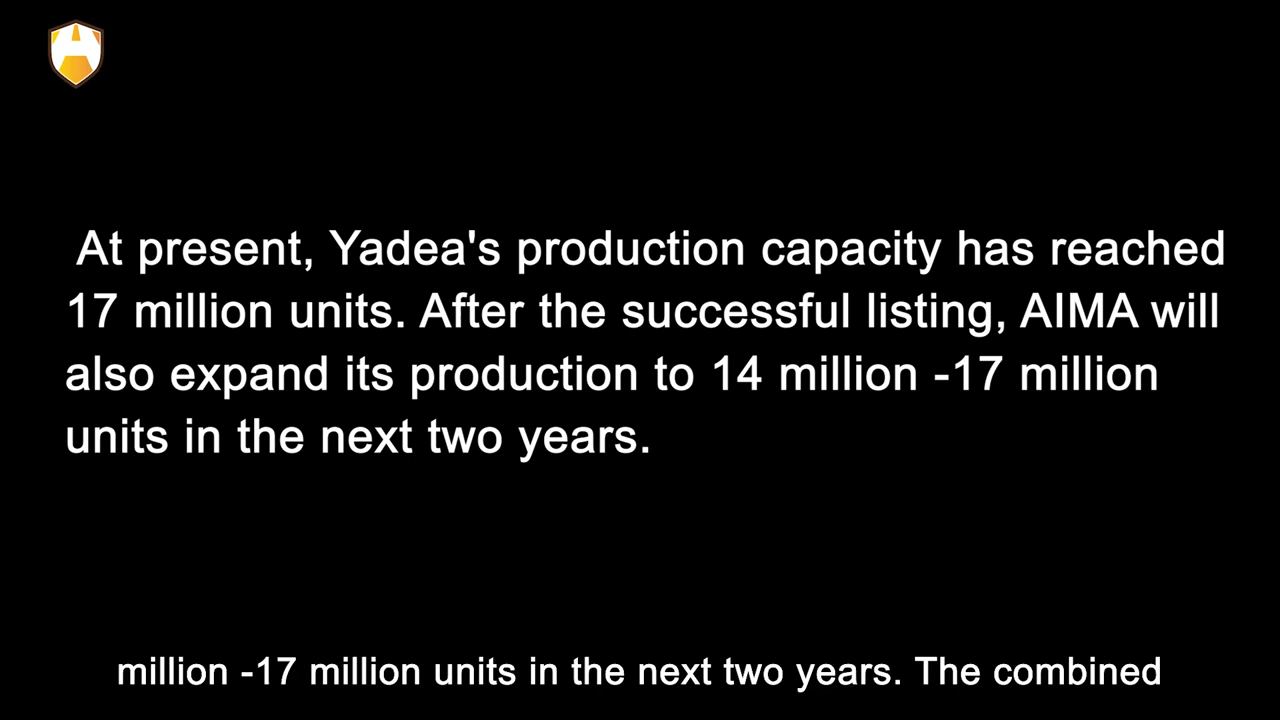 At present, Yadea's production capacity has reached
17 million units. After the successful listing, AIMA will
also expand its production to 14 million -17 million
units in the next two years.
million -17 million units in the next two years. The combined